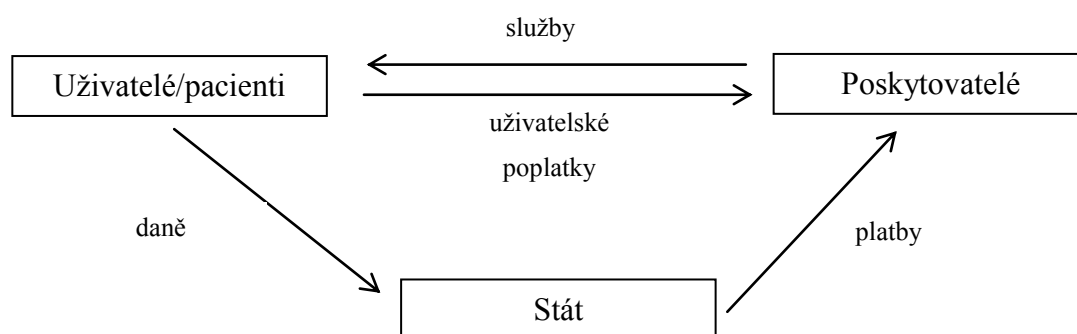 služby
Uživatelé/pacienti
Poskytovatelé
uživatelské
poplatky
daně
platby
Stát